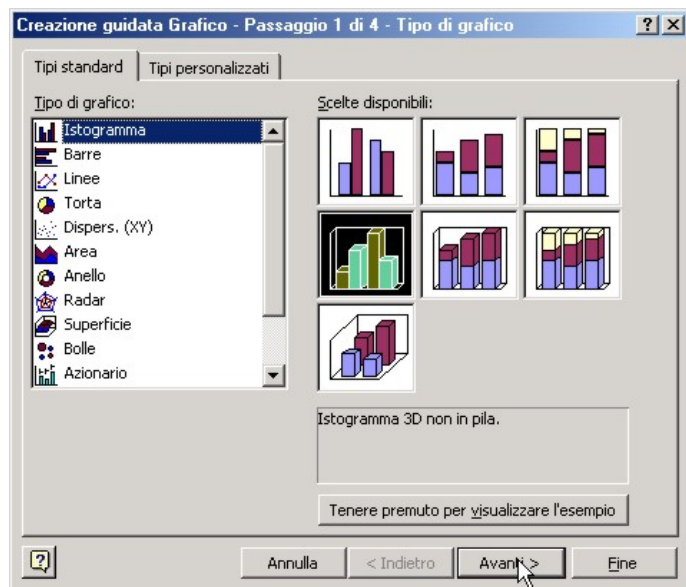 Creazione guidata Grafico - Passaggio 1 di 4 - Tipo di grafico
Tipi standard
Tipi personalizzati
Tipo di grafico:
Istogramma
Barre
Linee
Torta
Dispers. (XY)
Area
Anello
Radar
Superficie
Bolle
Azionario
Scelte disponibili:
Istogramma 3D non in pila.
Tenere premuto per visualizzare l'esempio
Annulla
< Indietro
Avanti >
Fine